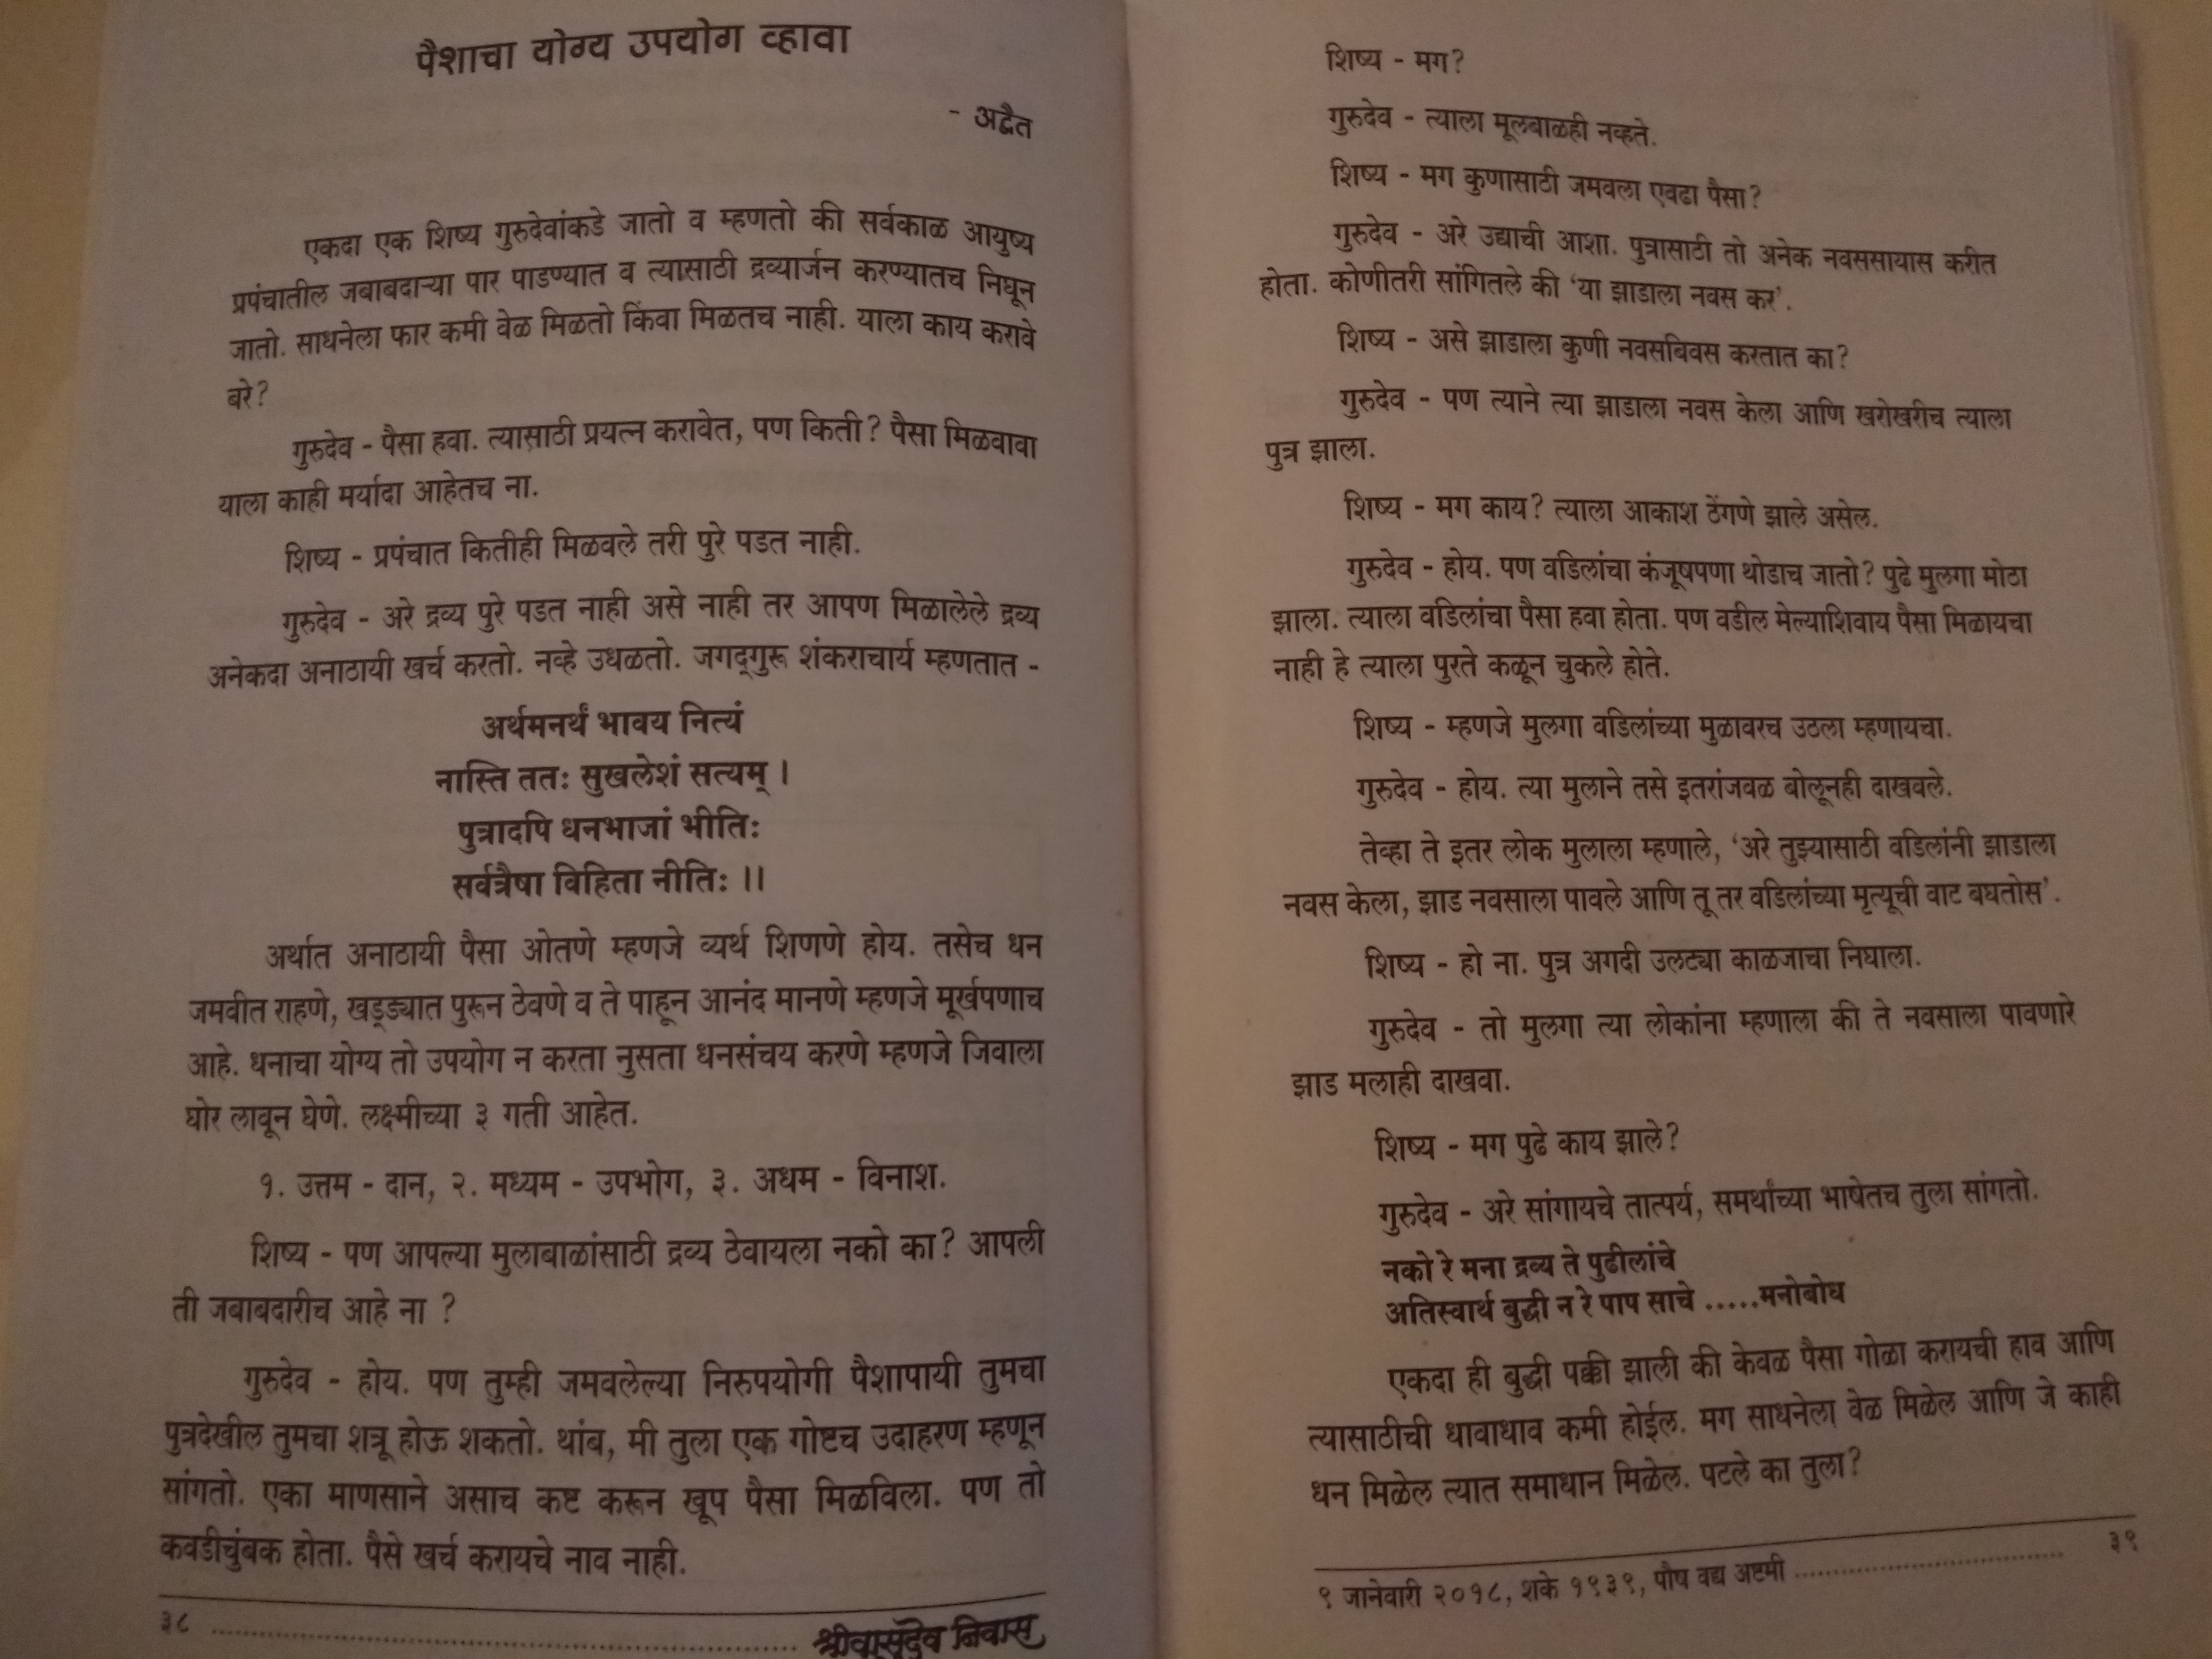 पैशाचा योग्य उपयोग व्हावा
- अद्वैत
एकदा एक शिष्य गुरुदेवांकडे जातो व म्हणतो की सर्वकाळ आयुष्य
प्रपंचातील जबाबदाऱ्या पार पाडण्यात व त्यासाठी द्रव्यार्जन करण्यातच निघून
जातो. साधनेला फार कमी वेळ मिळतो किंवा मिळतच नाही. याला काय करावे
बरे?
गुरुदेव - पैसा हवा. त्यासाठी प्रयत्न करावेत, पण किती? पैसा मिळवावा
याला काही मर्यादा आहेतच ना.
शिष्य - प्रपंचात कितीही मिळवले तरी पुरे पडत नाही.
गुरुदेव - अरे द्रव्य पुरे पडत नाही असे नाही तर आपण मिळालेले द्रव्य
अनेकदा अनाठायी खर्च करतो. नव्हे उधळतो. जगद्‌गुरू शंकराचार्य म्हणतात -
अर्थमनर्थं भावय नित्यं
नास्ति ततः सुखलेशं सत्यम् ।
पुत्रादपि धनभाजां भीतिः
सर्वत्रैषा विहिता नीतिः ।।
अर्थात अनाठायी पैसा ओतणे म्हणजे व्यर्थ शिणणे होय. तसेच धन
जमवीत राहणे, खड्ड्यात पुरून ठेवणे व ते पाहून आनंद मानणे म्हणजे मूर्खपणाच
आहे. धनाचा योग्य तो उपयोग न करता नुसता धनसंचय करणे म्हणजे जिवाला
घोर लावून घेणे. लक्ष्मीच्या ३ गती आहेत.
१. उत्तम - दान, २. मध्यम - उपभोग, ३. अधम - विनाश.
शिष्य - पण आपल्या मुलाबाळांसाठी द्रव्य ठेवायला नको का? आपली
ती जबाबदारीच आहे ना ?
गुरुदेव - होय. पण तुम्ही जमवलेल्या निरुपयोगी पैशापायी तुमचा
पुत्रदेखील तुमचा शत्रू होऊ शकतो. थांब, मी तुला एक गोष्टच उदाहरण म्हणून
सांगतो. एका माणसाने असाच कष्ट करून खूप पैसा मिळविला. पण तो
कवडीचुंबक होता. पैसे खर्च करायचे नाव नाही.
३८ ........................................................ श्रीवासुदेव निवास
शिष्य - मग?
गुरुदेव - त्याला मूलबाळही नव्हते.
शिष्य - मग कुणासाठी जमवला एवढा पैसा?
गुरुदेव - अरे उद्याची आशा. पुत्रासाठी तो अनेक नवससायास करीत
होता. कोणीतरी सांगितले की ‘या झाडाला नवस कर’.
शिष्य - असे झाडाला कुणी नवसबिवस करतात का?
गुरुदेव - पण त्याने त्या झाडाला नवस केला आणि खरोखरीच त्याला
पुत्र झाला.
शिष्य - मग काय? त्याला आकाश ठेंगणे झाले असेल.
गुरुदेव - होय. पण वडिलांचा कंजूषपणा थोडाच जातो? पुढे मुलगा मोठा
झाला. त्याला वडिलांचा पैसा हवा होता. पण वडील मेल्याशिवाय पैसा मिळायचा
नाही हे त्याला पुरते कळून चुकले होते.
शिष्य - म्हणजे मुलगा वडिलांच्या मुळावरच उठला म्हणायचा.
गुरुदेव - होय. त्या मुलाने तसे इतरांजवळ बोलूनही दाखवले.
तेव्हा ते इतर लोक मुलाला म्हणाले, ‘अरे तुझ्यासाठी वडिलांनी झाडाला
नवस केला, झाड नवसाला पावले आणि तू तर वडिलांच्या मृत्यूची वाट बघतोस’.
शिष्य - हो ना. पुत्र अगदी उलट्या काळजाचा निघाला.
गुरुदेव - तो मुलगा त्या लोकांना म्हणाला की ते नवसाला पावणारे
झाड मलाही दाखवा.
शिष्य - मग पुढे काय झाले?
गुरुदेव - अरे सांगायचे तात्पर्य, समर्थांच्या भाषेतच तुला सांगतो.
नको रे मना द्रव्य ते पुढीलांचे
अतिस्वार्थ बुद्धी न रे पाप साचे .....मनोबोध
एकदा ही बुद्धी पक्की झाली की केवळ पैसा गोळा करायची हाव आणि
त्यासाठीची धावाधाव कमी होईल. मग साधनेला वेळ मिळेल आणि जे काही
धन मिळेल त्यात समाधान मिळेल. पटले का तुला?
९ जानेवारी २०१८, शके १९३९, पौष वद्य अष्टमी ........................ ३९